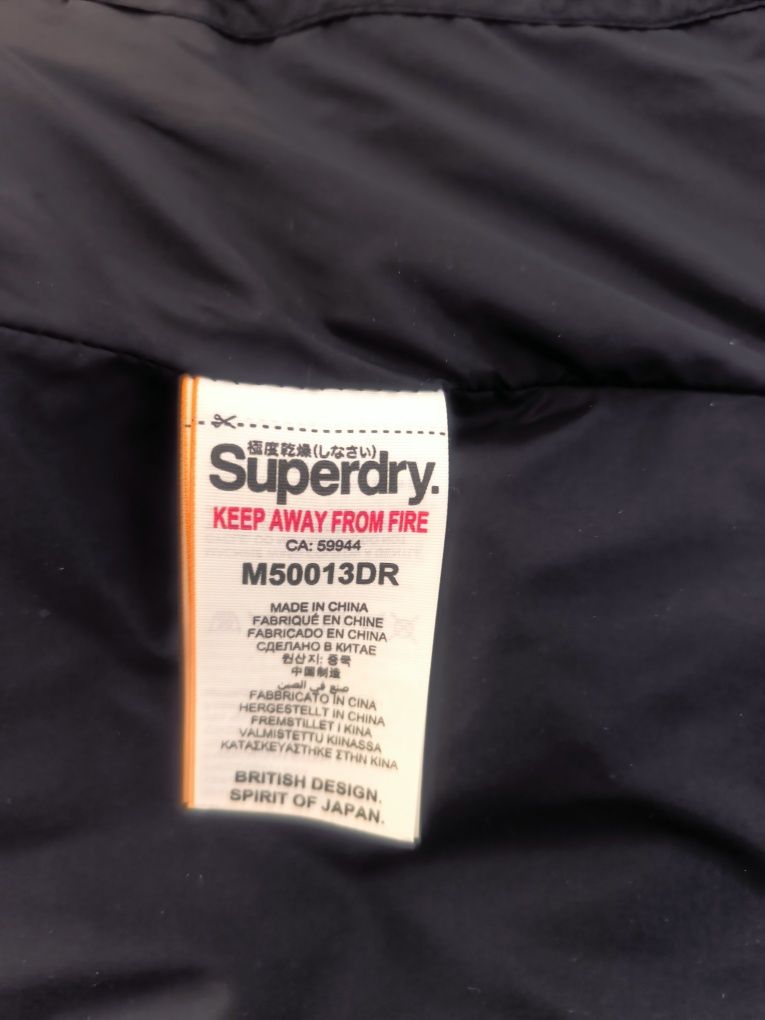 極度乾燥(しなさい)
Superdry.
KEEP AWAY FROM FIRE
CA: 59944
M50013DR
MADE IN CHINA
FABRIQUÉ EN CHINE
FABRICADO EN CHINA
СДЕЛАНО В КИТАЕ
원산지: 중국
中国制造
صنع في الصين
FABBRICATO IN CINA
HERGESTELLT IN CHINA
FREMSTILLET I KINA
VALMISTETTU KIINASSA
ΚΑΤΑΣΚΕΥΑΣΤΗΚΕ ΣΤΗΝ ΚΙΝΑ
BRITISH DESIGN.
SPIRIT OF JAPAN.